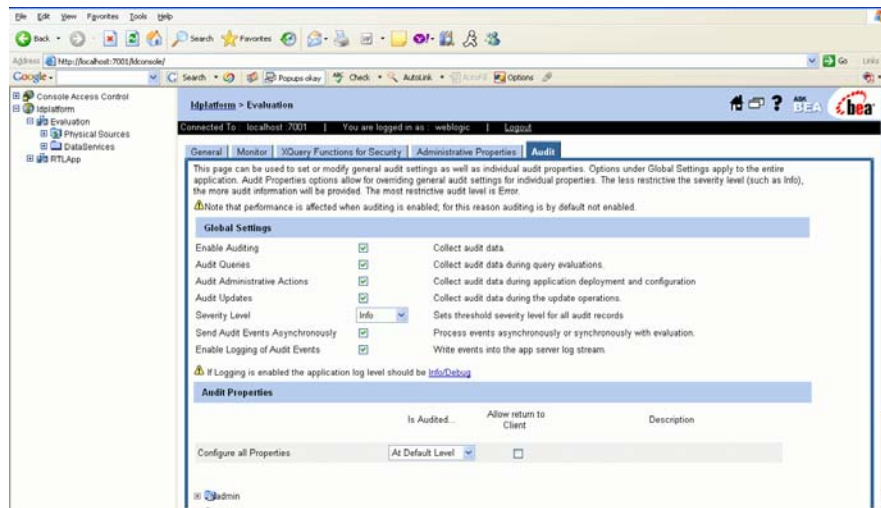 File Edit View Favorites Tools Help
Back Search Favorites
Address http://localhost:7001/ldconsole/ Go Links
Google Search Popups okay Check AutoLink AutoFill Options
Console Access Control
ldplatform
Evaluation
Physical Sources
DataServices
RTLApp
ldplatform > Evaluation
ASK BEA
bea
Connected To : localhost :7001 | You are logged in as : weblogic | Logout
General Monitor XQuery Functions for Security Administrative Properties Audit
This page can be used to set or modify general audit settings as well as individual audit properties. Options under Global Settings apply to the entire
application. Audit Properties options allow for overriding general audit settings for individual properties. The less restrictive the severity level (such as Info),
the more audit information will be provided. The most restrictive audit level is Error.
Note that performance is affected when auditing is enabled; for this reason auditing is by default not enabled.
Global Settings
Enable Auditing Collect audit data.
Audit Queries Collect audit data during query evaluations.
Audit Administrative Actions Collect audit data during application deployment and configuration
Audit Updates Collect audit data during the update operations.
Severity Level Info Sets threshold severity level for all audit records
Send Audit Events Asynchronously Process events asynchronously or synchronously with evaluation.
Enable Logging of Audit Events Write events into the app server log stream.
If Logging is enabled the application log level should be Info/Debug
Audit Properties
Is Audited... Allow return to Client Description
Configure all Properties At Default Level
admin